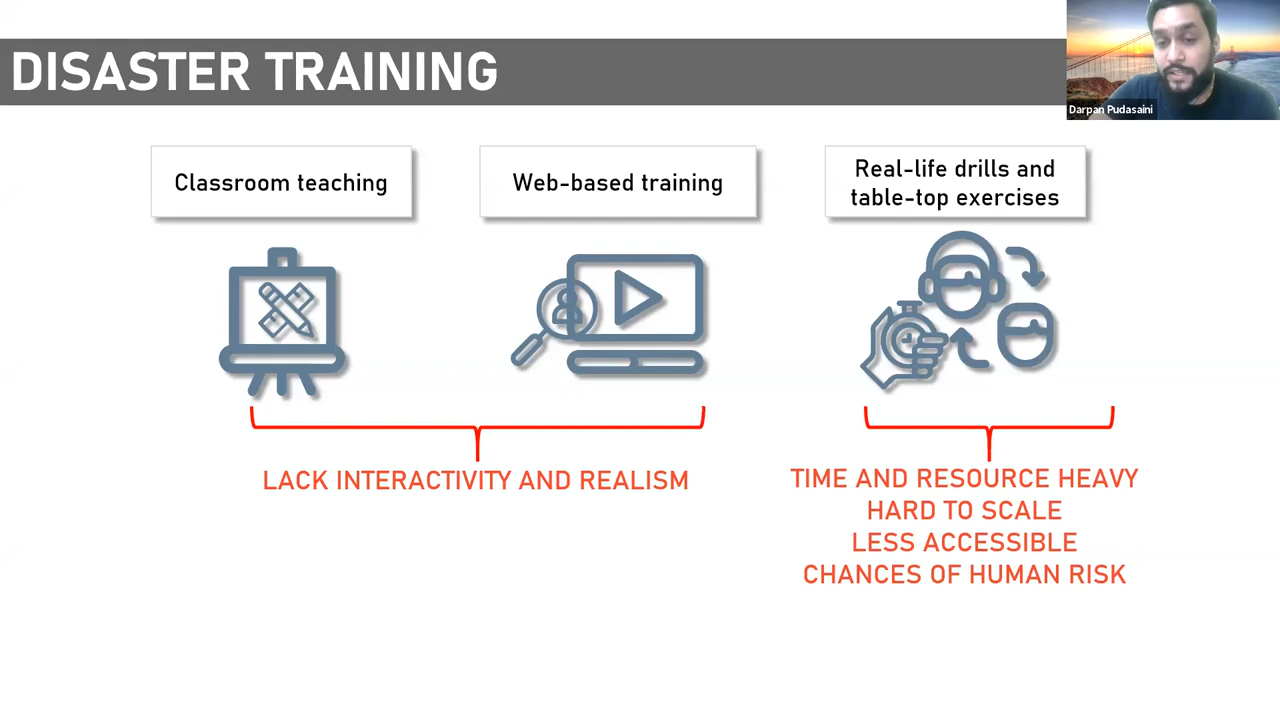 DISASTER TRAINING
Darpan Pudasaini
Classroom teaching
Web-based training
Real-life drills and
table-top exercises
LACK INTERACTIVITY AND REALISM
TIME AND RESOURCE HEAVY
HARD TO SCALE
LESS ACCESSIBLE
CHANCES OF HUMAN RISK